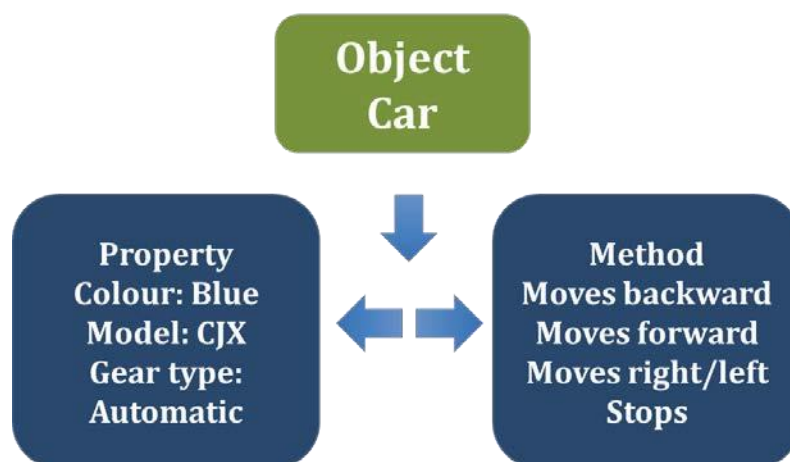 Object
Car
Property
Colour: Blue
Model: CJX
Gear type:
Automatic
Method
Moves backward
Moves forward
Moves right/left
Stops